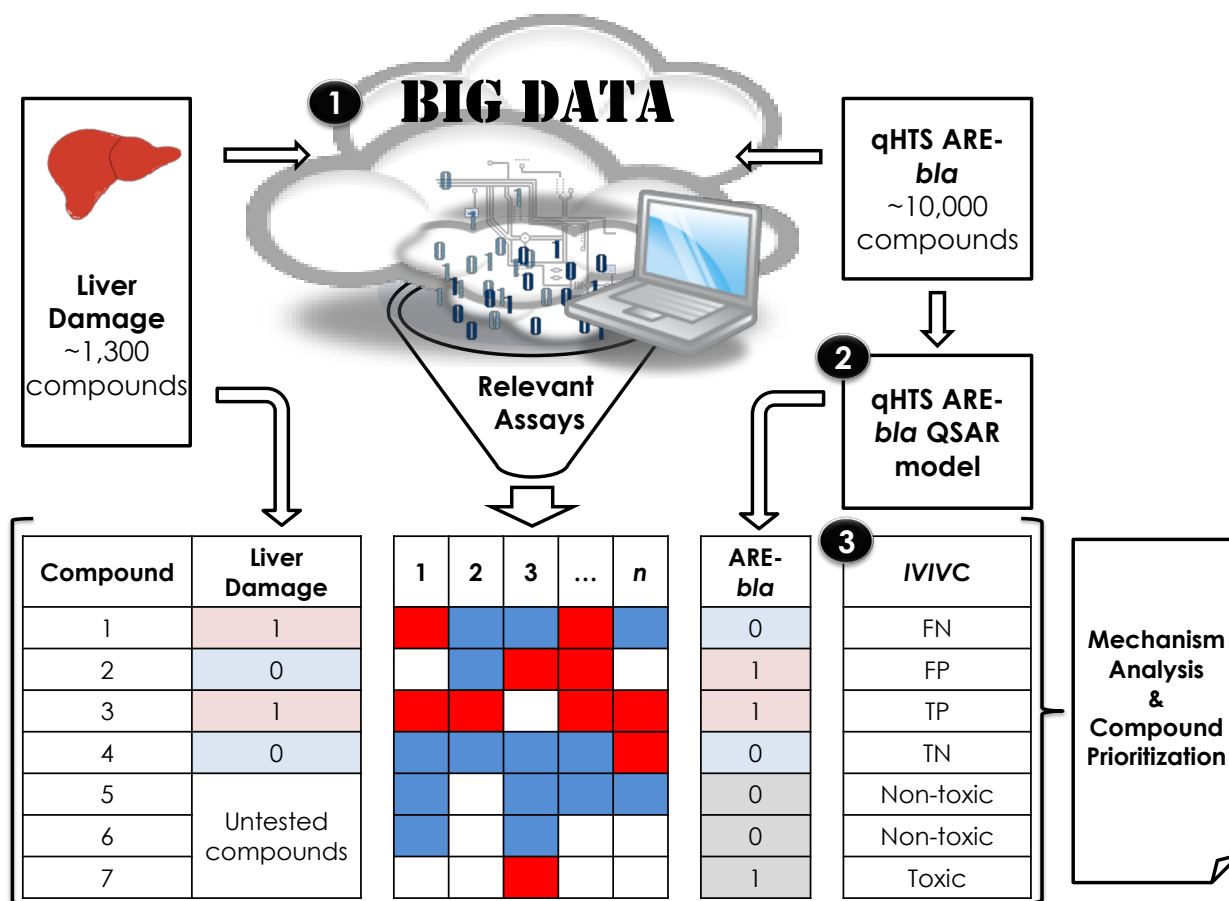 1
BIG DATA
Liver
Damage
~1,300
compounds
qHTS ARE-
bla
~10,000
compounds
Relevant
Assays
2
qHTS ARE-
bla QSAR
model
3
Compound
Liver
Damage
1 2 3 ... n
ARE-
bla
IVIVC
1 1 0 FN
2 0 1 FP
3 1 1 TP
4 0 0 TN
5 0 Non-toxic
Untested
compounds
6 0 Non-toxic
7 1 Toxic
Mechanism
Analysis
&
Compound
Prioritization